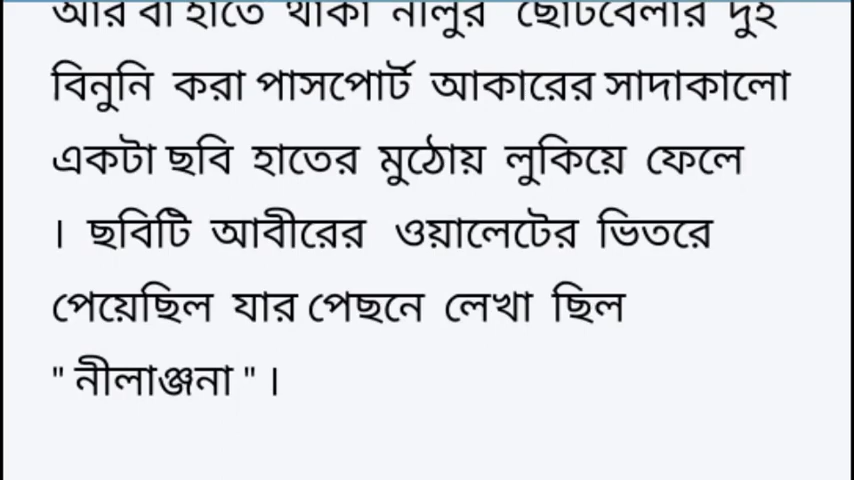 আর বা হাতে থাকা নীলুর ছোটবেলার দুই
বিনুনি করা পাসপোর্ট আকারের সাদাকালো
একটা ছবি হাতের মুঠোয় লুকিয়ে ফেলে
। ছবিটি আবীরের ওয়ালেটের ভিতরে
পেয়েছিল যার পেছনে লেখা ছিল
" নীলাঞ্জনা " ।